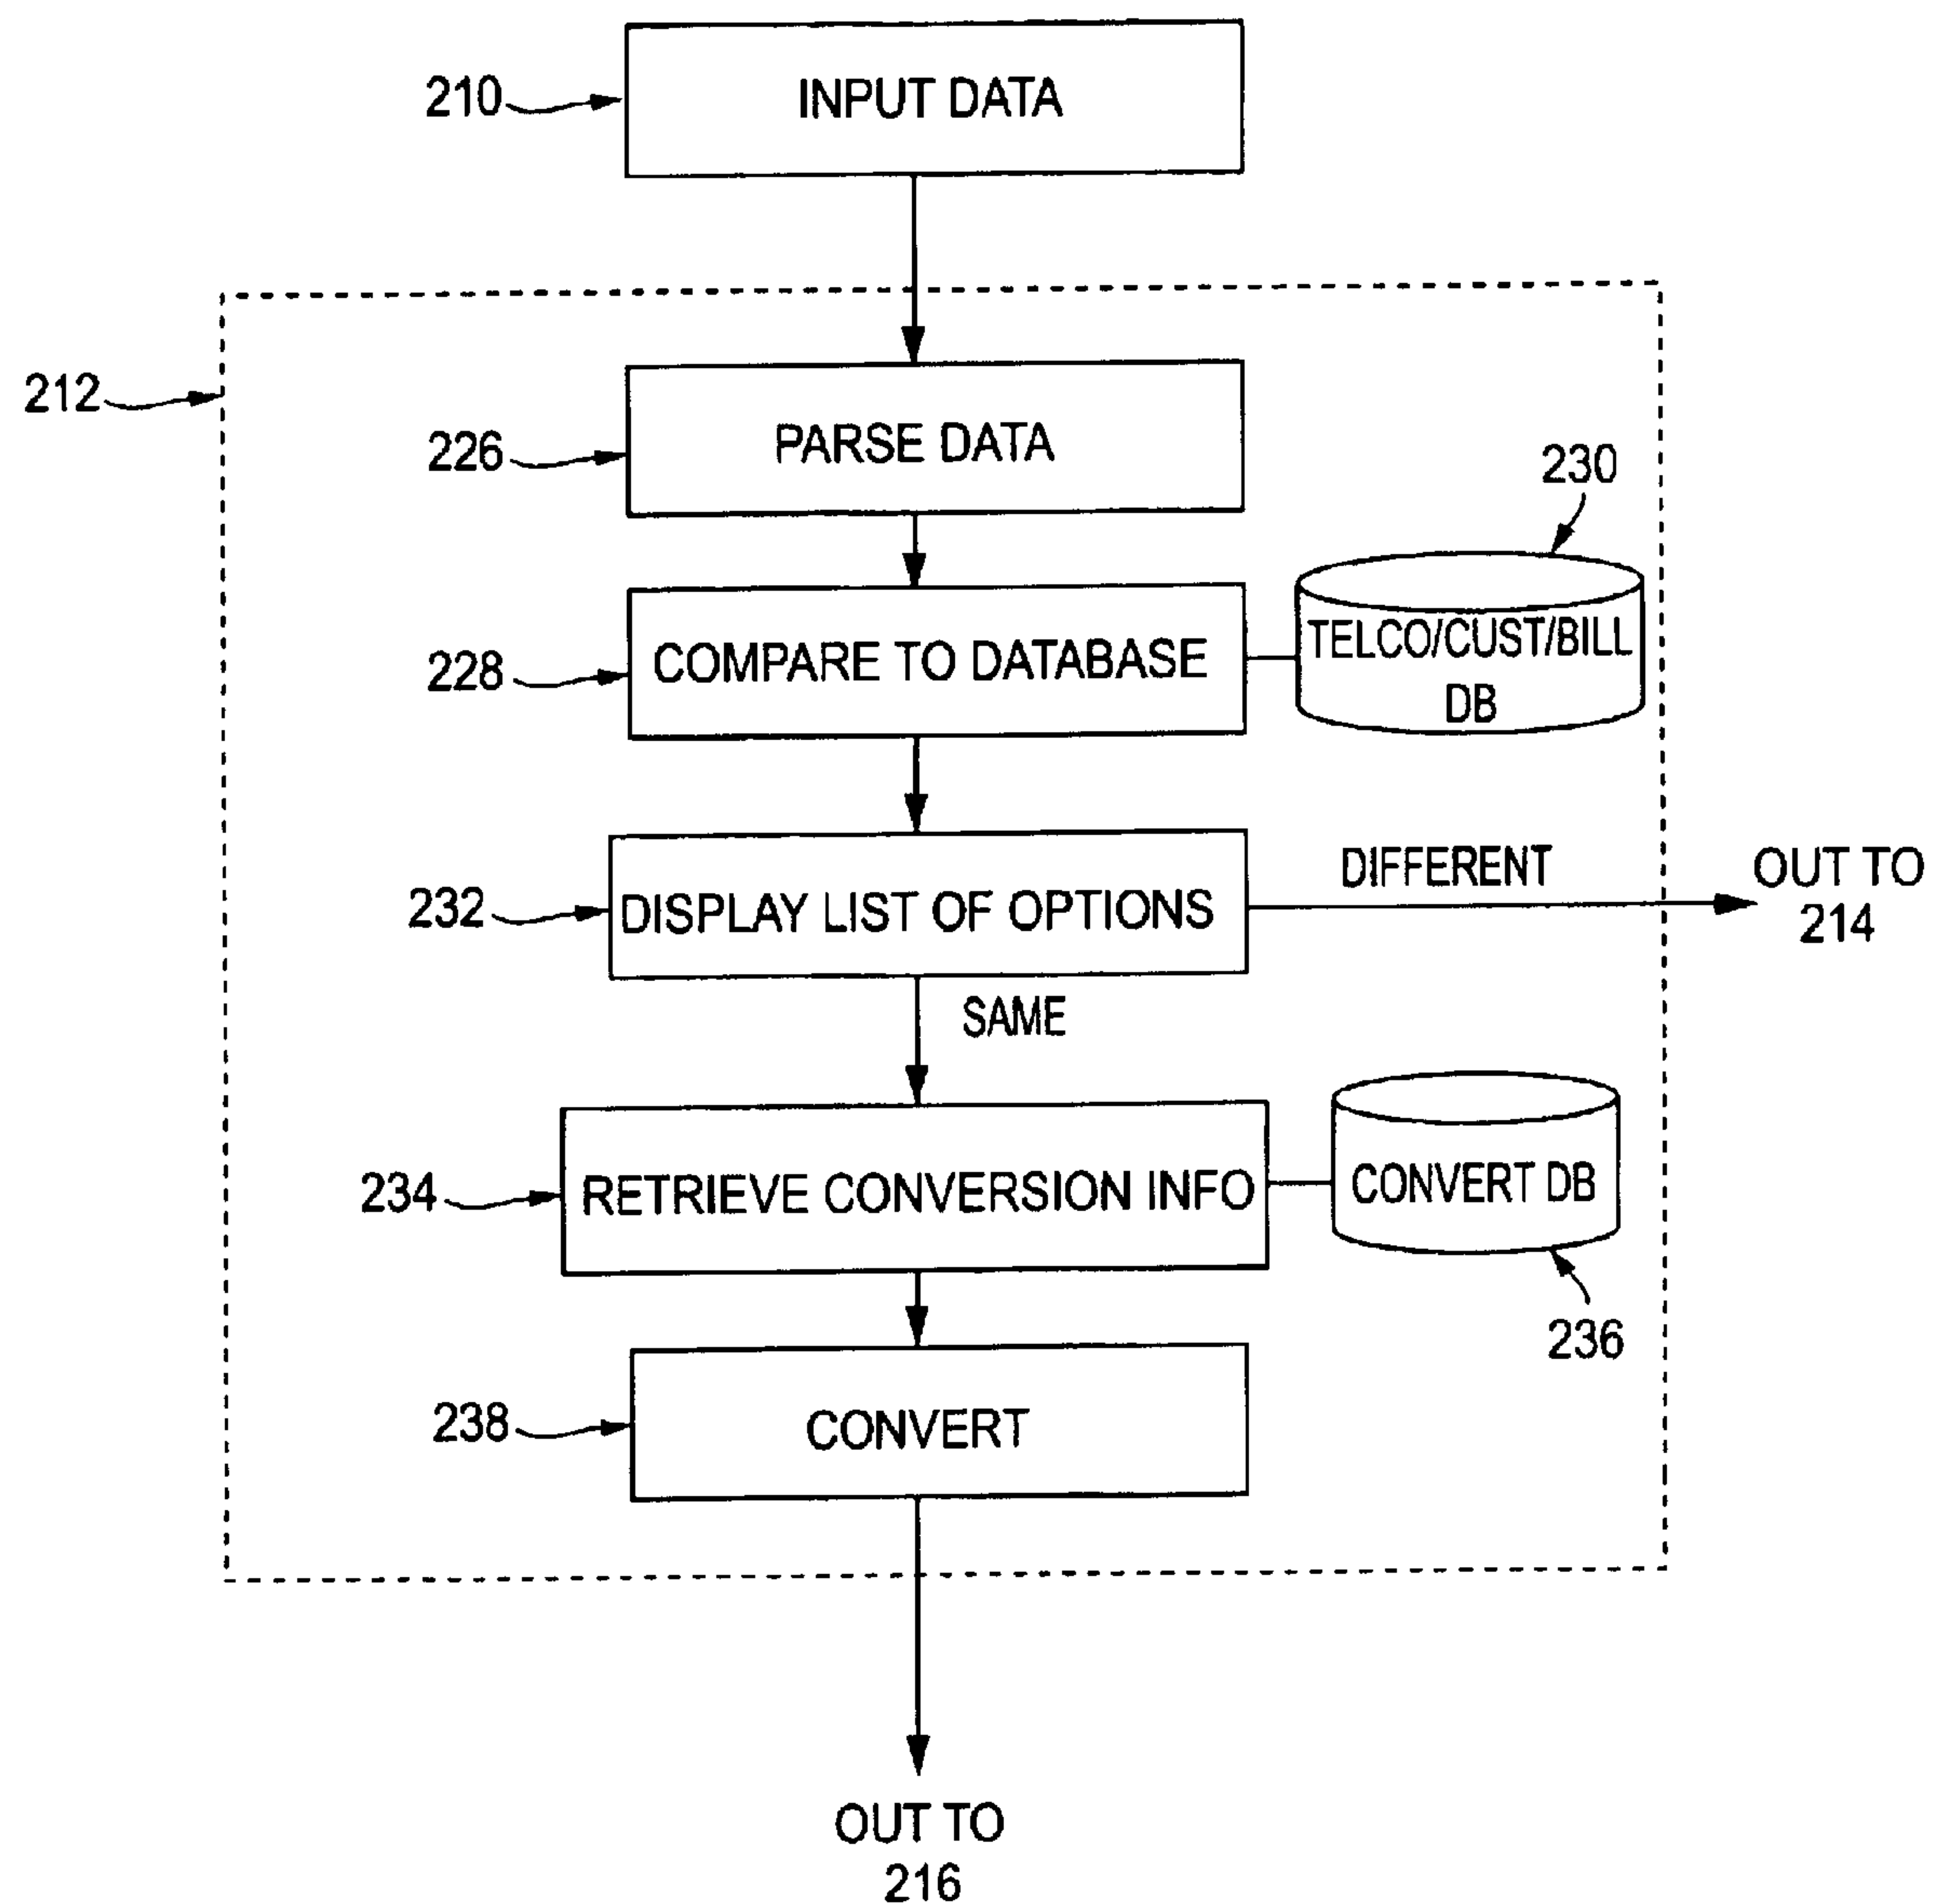 210
INPUT DATA
212
226
PARSE DATA
230
228
COMPARE TO DATABASE
TELCO/CUST/BILL
DB
232
DISPLAY LIST OF OPTIONS
DIFFERENT
OUT TO
214
SAME
234
RETRIEVE CONVERSION INFO
CONVERT DB
236
238
CONVERT
OUT TO
216